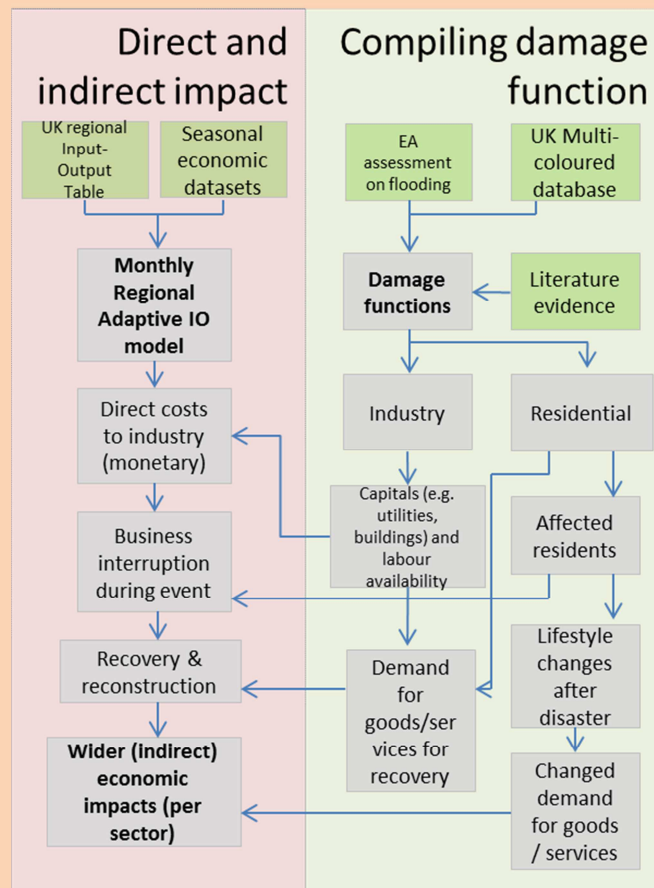 Direct and
indirect impact
UK regional
Input-
Output
Table
Seasonal
economic
datasets
Monthly
Regional
Adaptive IO
model
Direct costs
to industry
(monetary)
Business
interruption
during event
Recovery &
reconstruction
Wider (indirect)
economic
impacts (per
sector)
Compiling damage
function
EA
assessment
on flooding
UK Multi-
coloured
database
Damage
functions
Literature
evidence
Industry
Residential
Capitals (e.g.
utilities,
buildings) and
labour
availability
Affected
residents
Demand
for
goods/ser
vices for
recovery
Lifestyle
changes
after
disaster
Changed
demand
for goods
/ services